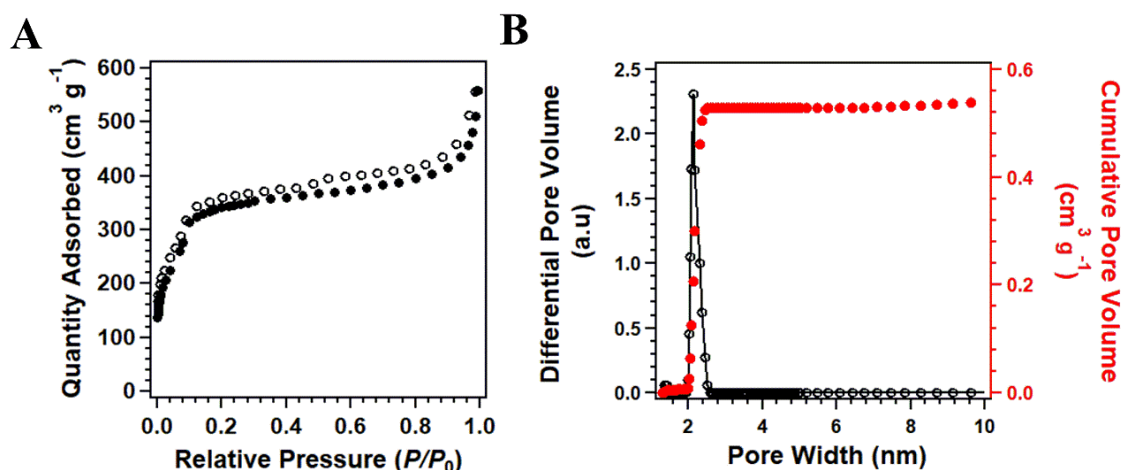 A
Quantity Adsorbed (cm³ g⁻¹)
600
500
400
300
200
100
0
0.0 0.2 0.4 0.6 0.8 1.0
Relative Pressure (P/P₀)
B
Differential Pore Volume
(a.u)
2.5
2.0
1.5
1.0
0.5
0.0
2 4 6 8 10
Pore Width (nm)
0.6
0.4
0.2
0.0
Cumulative Pore Volume
(cm³ g⁻¹)